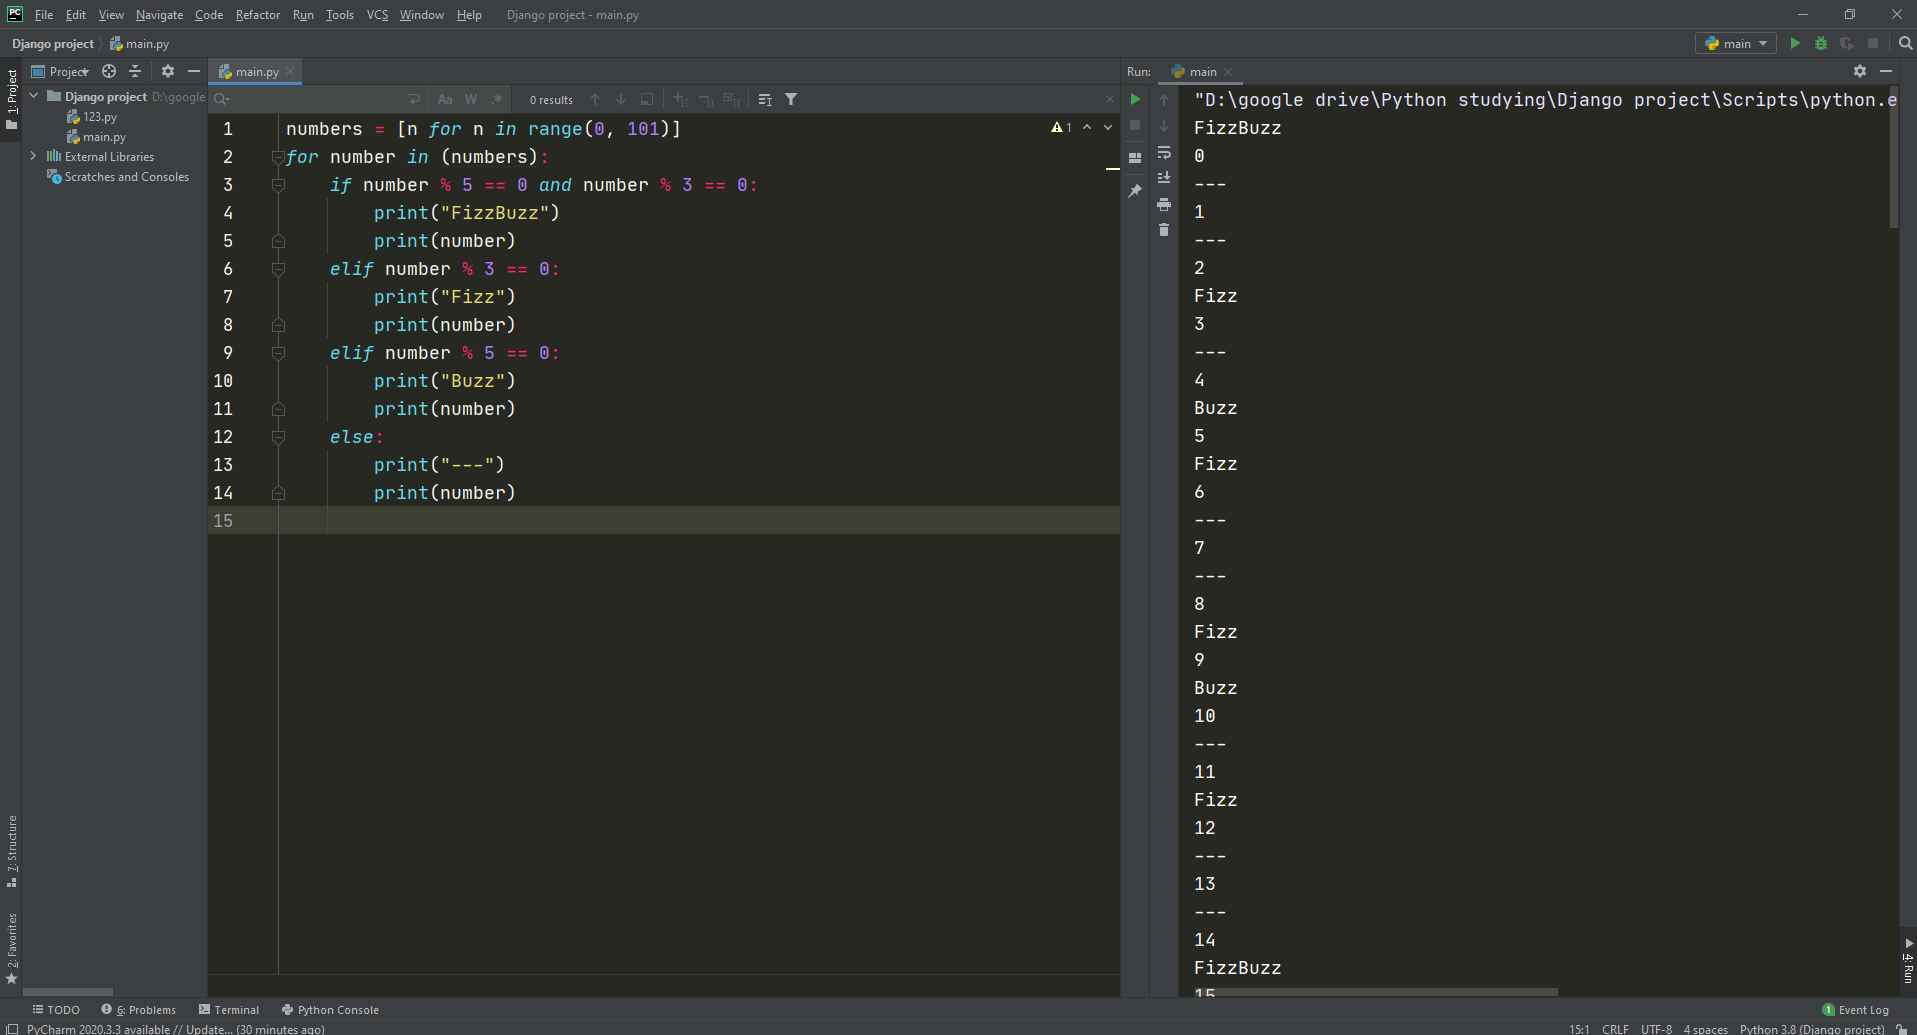 PC File Edit View Navigate Code Refactor Run Tools VCS Window Help Django project - main.py
Django project main.py main
1: Project
Project
Django project D:\google
123.py
main.py
External Libraries
Scratches and Consoles
7: Structure
2: Favorites
main.py
Aa W .* 0 results
1 numbers = [n for n in range(0, 101)]
2 for number in (numbers):
3 if number % 5 == 0 and number % 3 == 0:
4 print("FizzBuzz")
5 print(number)
6 elif number % 3 == 0:
7 print("Fizz")
8 print(number)
9 elif number % 5 == 0:
10 print("Buzz")
11 print(number)
12 else:
13 print("---")
14 print(number)
15
1
Run: main
"D:\google drive\Python studying\Django project\Scripts\python.e
FizzBuzz
0
---
1
---
2
Fizz
3
---
4
Buzz
5
Fizz
6
---
7
---
8
Fizz
9
Buzz
10
---
11
Fizz
12
---
13
---
14
FizzBuzz
15
4: Run
TODO 6: Problems Terminal Python Console 1 Event Log
PyCharm 2020.3.3 available // Update... (30 minutes ago) 15:1 CRLF UTF-8 4 spaces Python 3.8 (Django project)